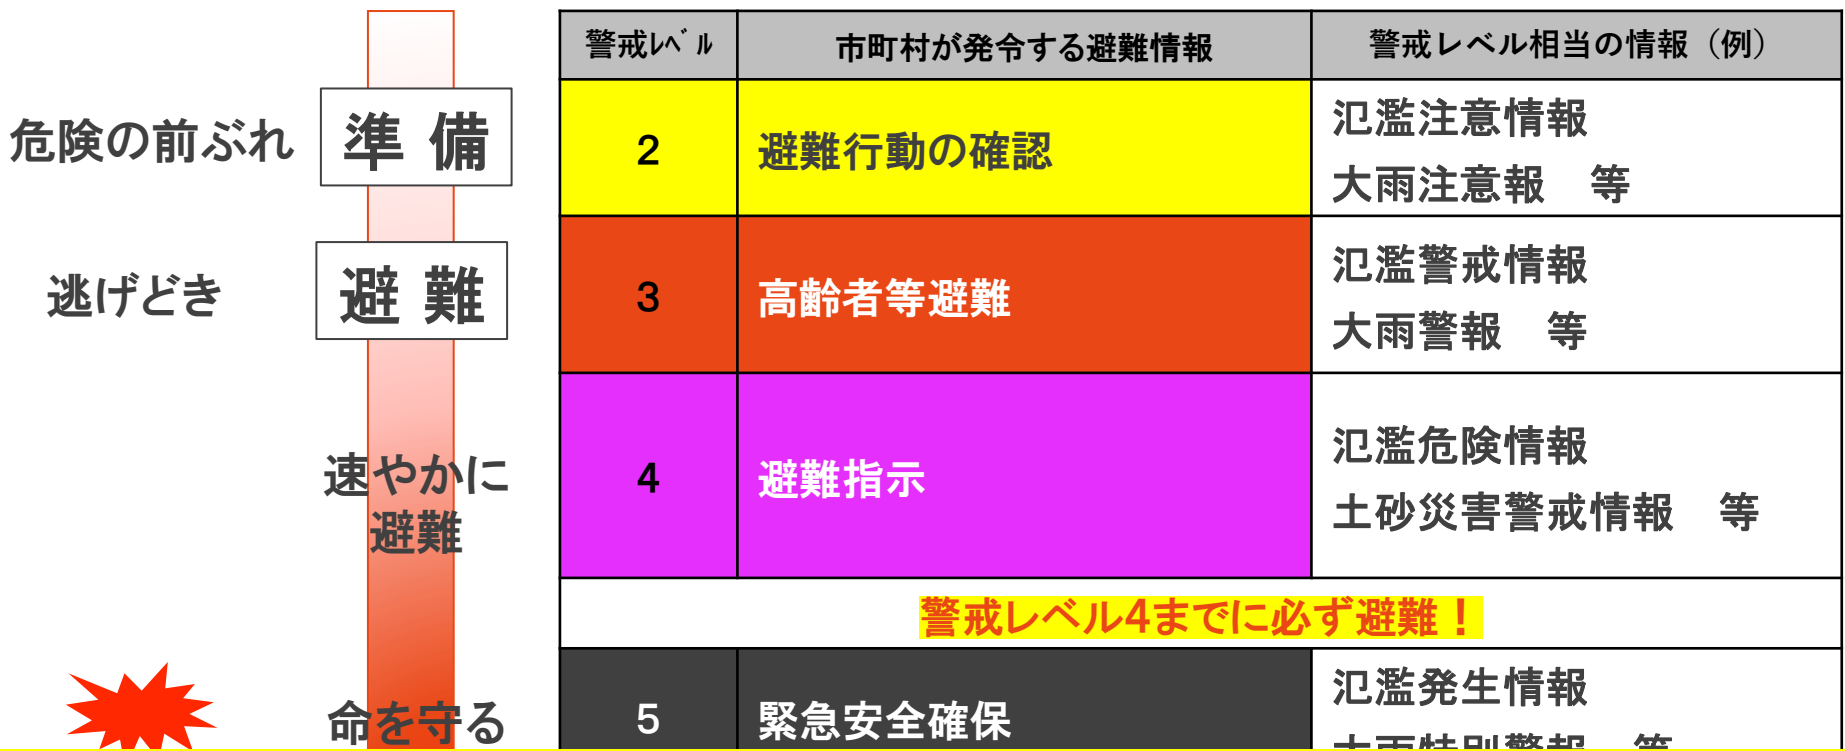 警戒ﾚﾍﾞﾙ 市町村が発令する避難情報 警戒レベル相当の情報（例）
危険の前ぶれ 準備 2 避難行動の確認 氾濫注意情報
大雨注意報　等
逃げどき 避難 3 高齢者等避難 氾濫警戒情報
大雨警報　等
速やかに
避難
4 避難指示 氾濫危険情報
土砂災害警戒情報　等
警戒レベル4までに必ず避難！
命を守る 5 緊急安全確保 氾濫発生情報
大雨特別警報　等